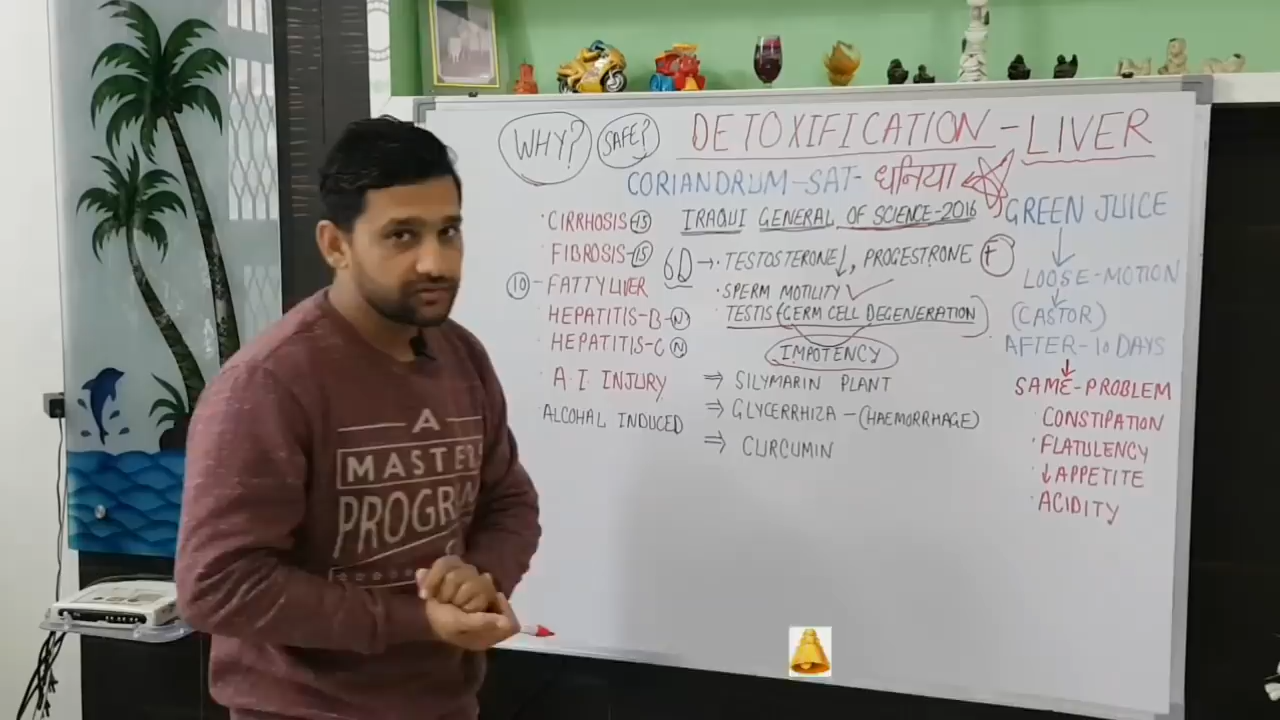 WHY? SAFE? DETOXIFICATION - LIVER
CORIANDRUM - SAT - धनिया
IRAQUI GENERAL OF SCIENCE-2016
· CIRRHOSIS 15
FIBROSIS - 15
10 - FATTY LIVER
HEPATITIS-B - N
HEPATITIS-C N
· A.I. INJURY
ALCOHAL INDUCED
60 → · TESTOSTERONE↓, PROGESTRONE F
· SPERM MOTILITY ✓
· TESTIS (GERM CELL DEGENERATION)
IMPOTENCY
⇒ SILYMARIN PLANT
⇒ GLYCERRHIZA - (HAEMORRHAGE)
⇒ CURCUMIN
GREEN JUICE
↓
LOOSE-MOTION
↓
(CASTOR)
AFTER-10 DAYS
↓
SAME-PROBLEM
CONSTIPATION
· FLATULENCY
· ↓APPETITE
· ACIDITY
A
MASTER
PROGR